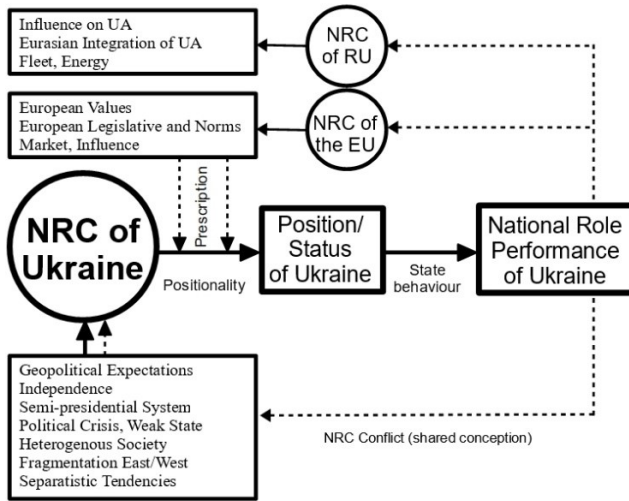 Influence on UA
Eurasian Integration of UA
Fleet, Energy
NRC
of RU
European Values
European Legislative and Norms
Market, Influence
NRC of
the EU
Prescription
NRC of
Ukraine
Positionality
Position/
Status
of Ukraine
State
behaviour
National Role
Performance
of Ukraine
Geopolitical Expectations
Independence
Semi-presidential System
Political Crisis, Weak State
Heterogenous Society
Fragmentation East/West
Separatistic Tendencies
NRC Conflict (shared conception)